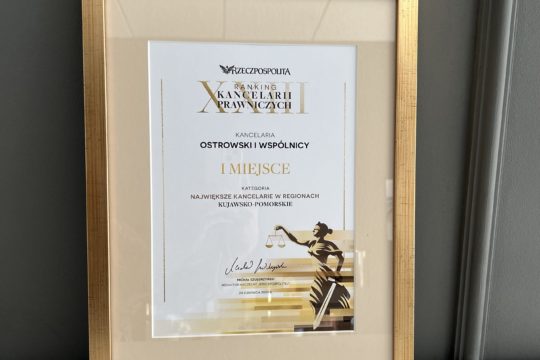 RZECZPOSPOLITA
XXIII
RANKING
KANCELARII
PRAWNICZYCH
KANCELARIA
OSTROWSKI I WSPÓLNICY
I MIEJSCE
KATEGORIA
NAJWIĘKSZE KANCELARIE W REGIONACH
KUJAWSKO-POMORSKIE